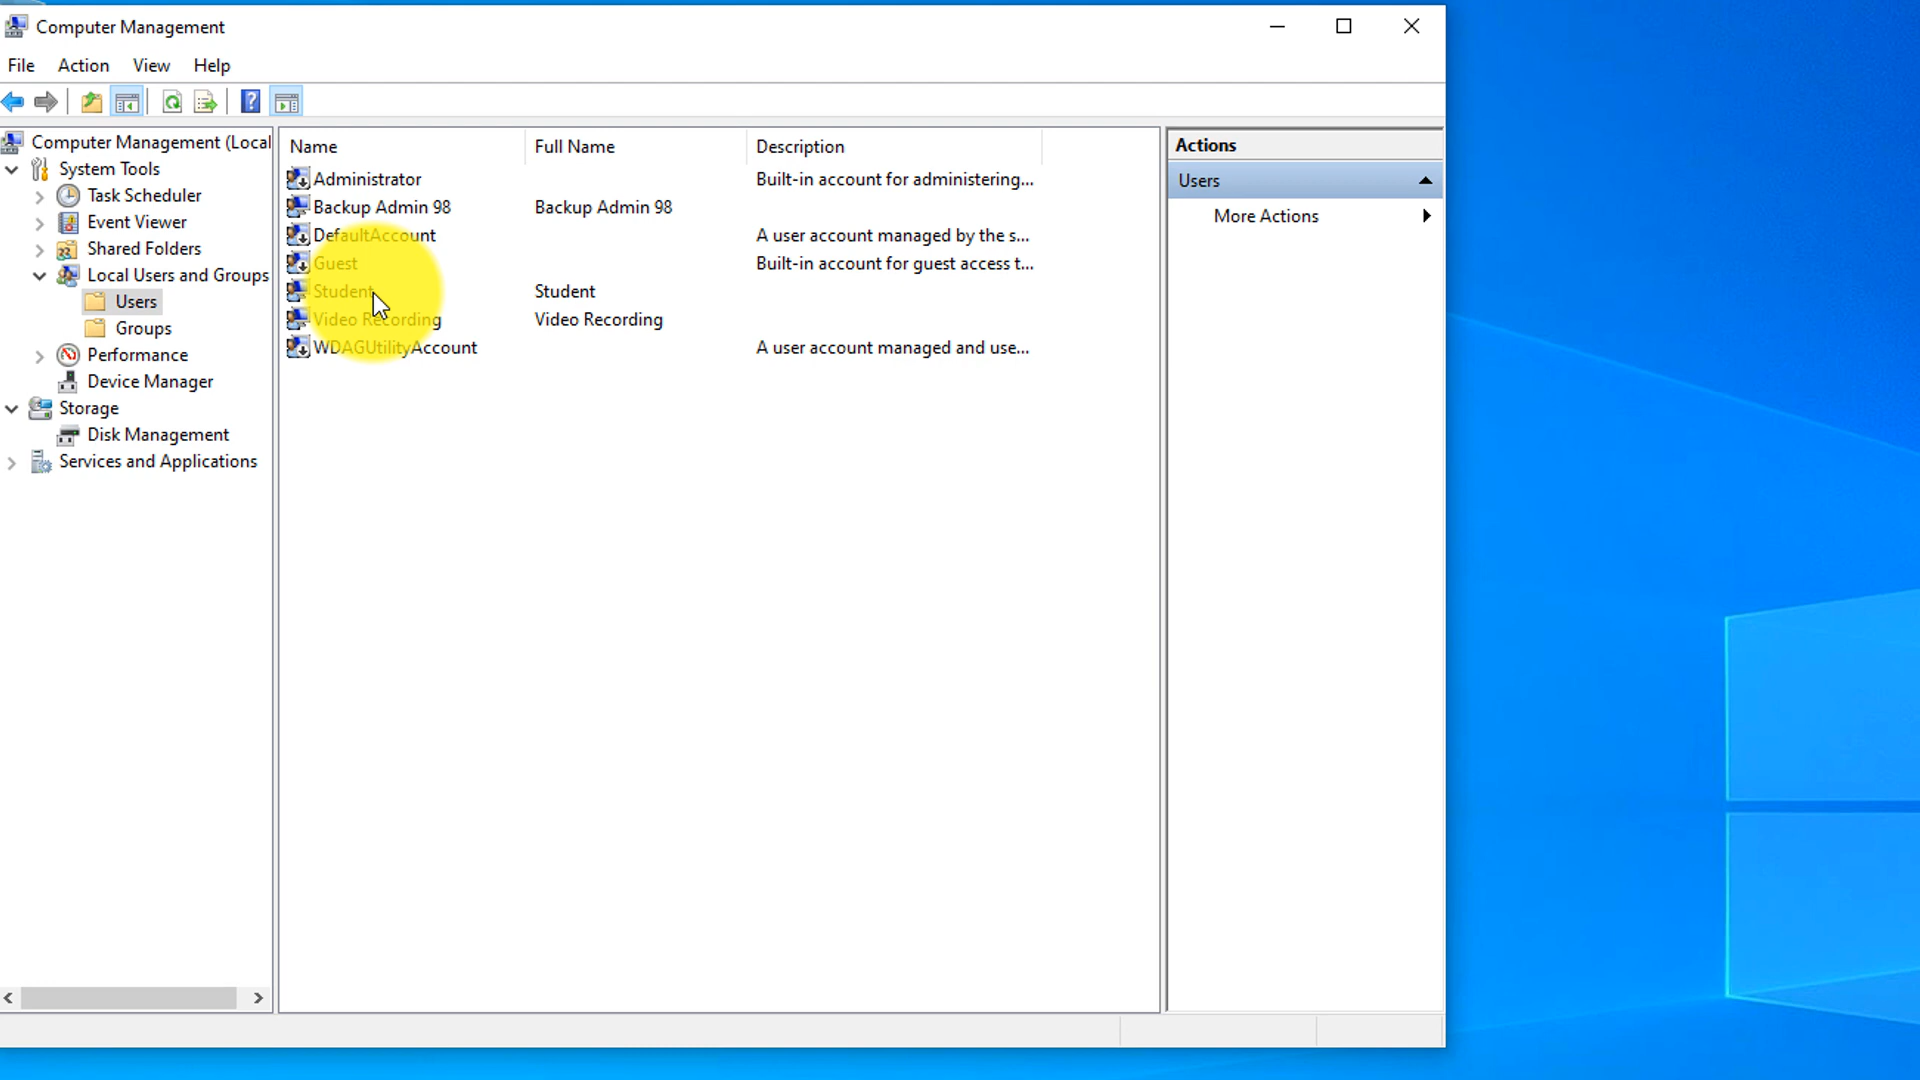 Computer Management
File Action View Help
Computer Management (Local
System Tools
Task Scheduler
Event Viewer
Shared Folders
Local Users and Groups
Users
Groups
Performance
Device Manager
Storage
Disk Management
Services and Applications
Name Full Name Description
Administrator Built-in account for administering...
Backup Admin 98 Backup Admin 98
DefaultAccount A user account managed by the s...
Guest Built-in account for guest access t...
Student Student
Video Recording Video Recording
WDAGUtilityAccount A user account managed and use...
Actions
Users
More Actions